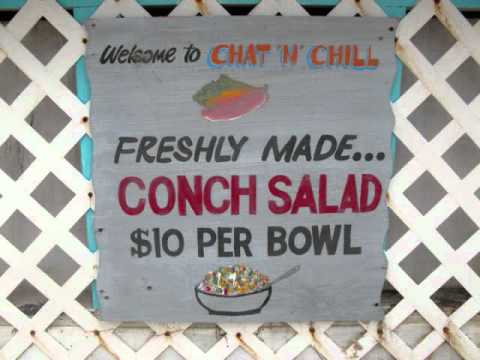 Welcome to CHAT 'N' CHILL
FRESHLY MADE...
CONCH SALAD
$10 PER BOWL